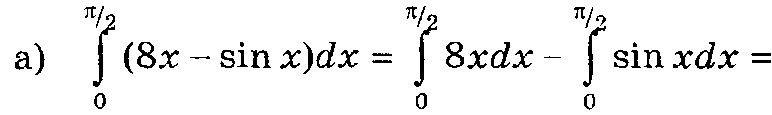 а) ∫₀^{π/2} (8x – sin x)dx = ∫₀^{π/2} 8xdx – ∫₀^{π/2} sin xdx =